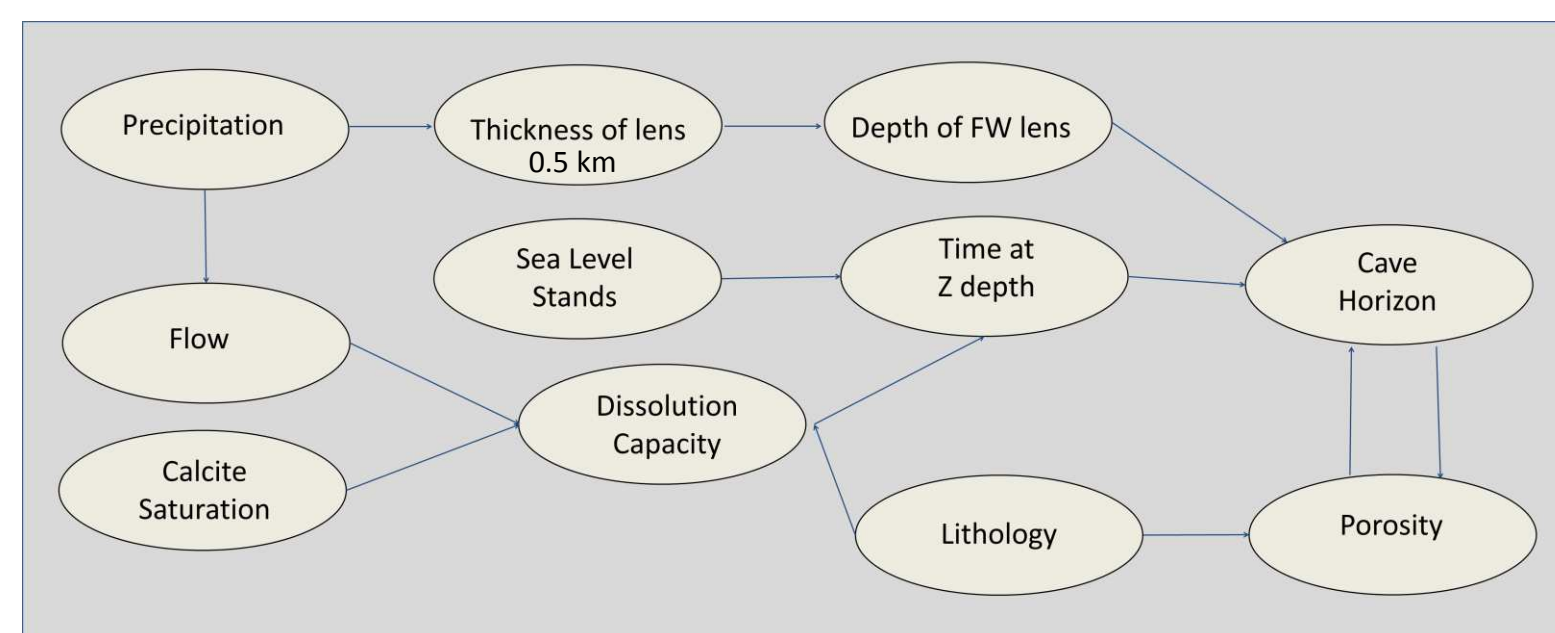 Precipitation
Thickness of lens
0.5 km
Depth of FW lens
Sea Level
Stands
Time at
Z depth
Cave
Horizon
Flow
Dissolution
Capacity
Calcite
Saturation
Lithology
Porosity